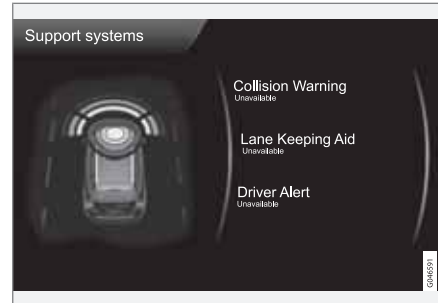 Support systems
Collision Warning
Unavailable
Lane Keeping Aid
Unavailable
Driver Alert
Unavailable
G046591